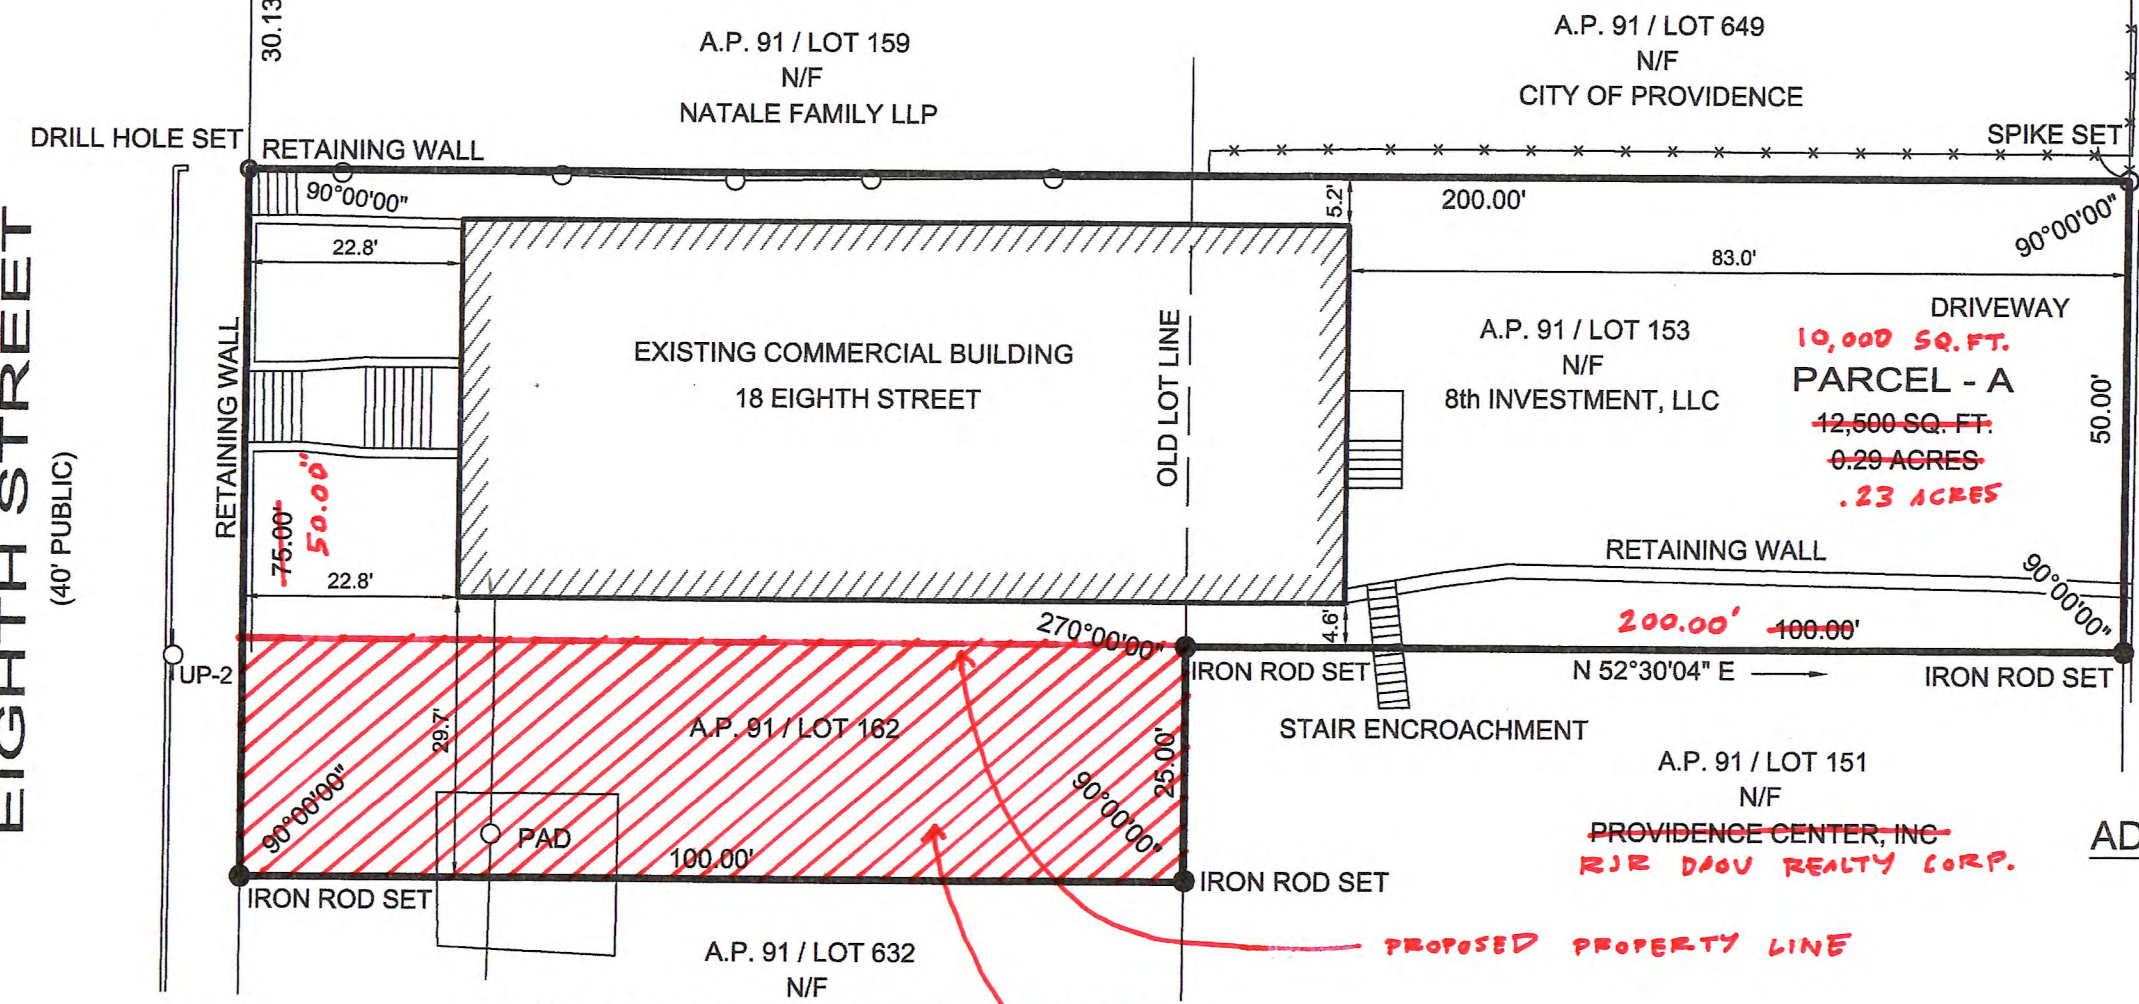 30.13
A.P. 91 / LOT 159
N/F
NATALE FAMILY LLP
A.P. 91 / LOT 649
N/F
CITY OF PROVIDENCE
DRILL HOLE SET
RETAINING WALL
SPIKE SET
90°00'00"
5.2'
200.00'
90°00'00"
22.8'
83.0'
EIGHTH STREET
(40' PUBLIC)
RETAINING WALL
EXISTING COMMERCIAL BUILDING
18 EIGHTH STREET
OLD LOT LINE
A.P. 91 / LOT 153
N/F
8th INVESTMENT, LLC
DRIVEWAY
10,000 SQ.FT.
PARCEL - A
12,500 SQ. FT.
0.29 ACRES
.23 ACRES
50.00'
75.00'
50.00"
22.8'
RETAINING WALL
90°00'00"
270°00'00"
4.6'
200.00' 100.00'
UP-2
IRON ROD SET
N 52°30'04" E
IRON ROD SET
29.7'
A.P. 91 / LOT 162
25.00'
STAIR ENCROACHMENT
90°00'00"
90°00'00"
PAD
100.00'
A.P. 91 / LOT 151
N/F
PROVIDENCE CENTER, INC
RJR DAOU REALTY CORP.
AD
IRON ROD SET
IRON ROD SET
PROPOSED PROPERTY LINE
A.P. 91 / LOT 632
N/F